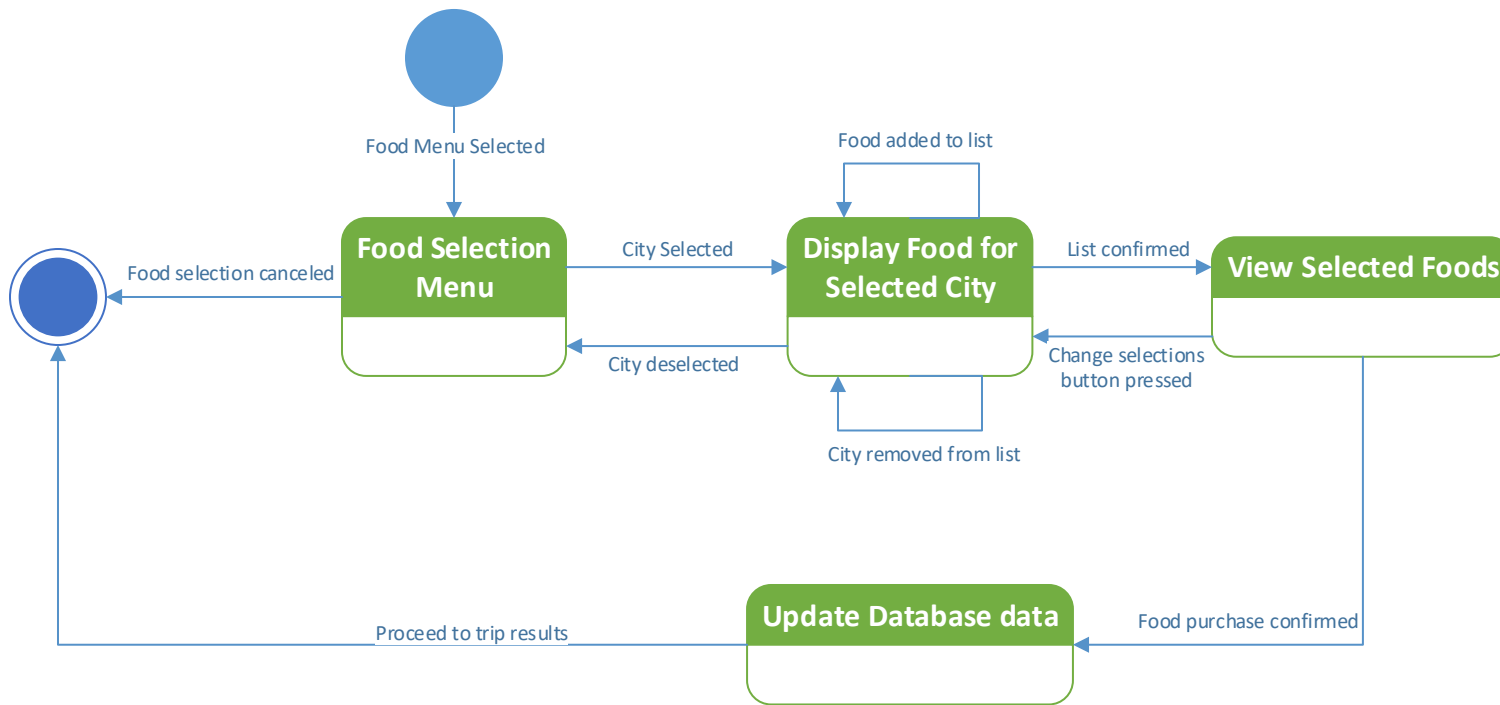 Food Menu Selected
Food added to list
Food Selection
Menu
City Selected
Display Food for
Selected City
List confirmed
View Selected Foods
Food selection canceled
City deselected
Change selections
button pressed
City removed from list
Update Database data
Food purchase confirmed
Proceed to trip results